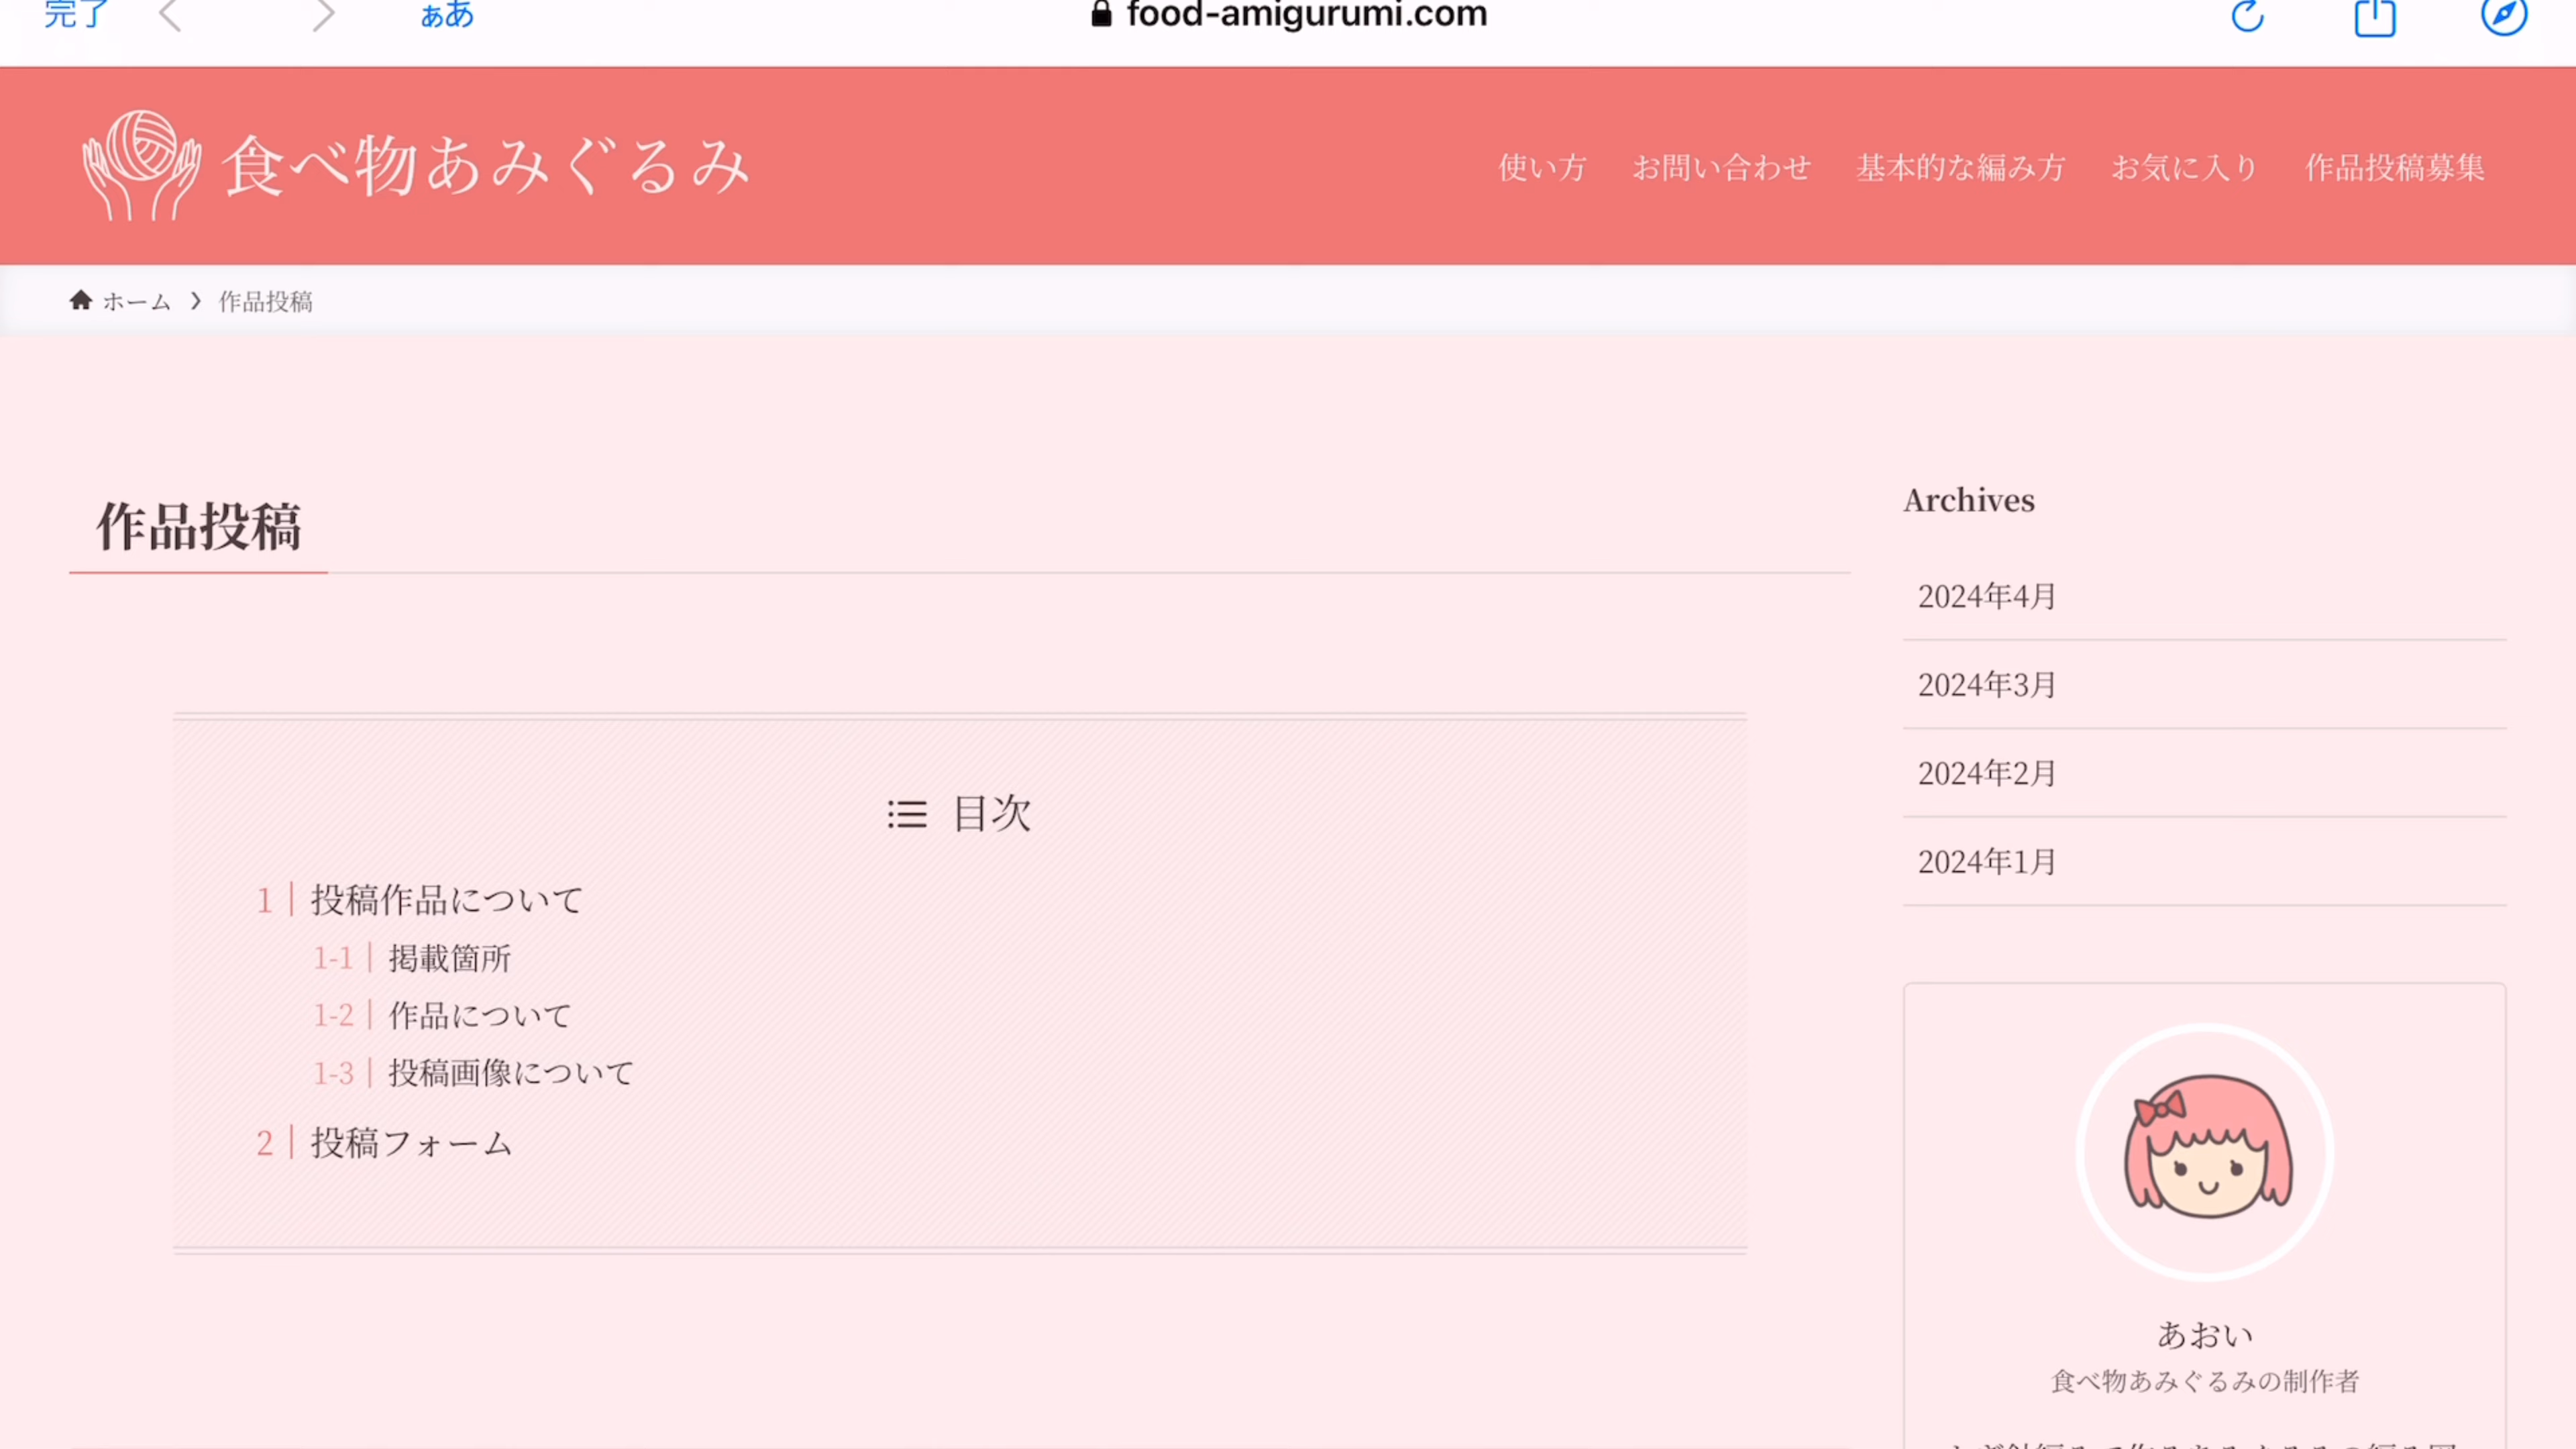 完了 ぁあ food-amigurumi.com
食べ物あみぐるみ
使い方 お問い合わせ 基本的な編み方 お気に入り 作品投稿募集
ホーム 作品投稿
作品投稿
目次
1 投稿作品について
1-1 掲載箇所
1-2 作品について
1-3 投稿画像について
2 投稿フォーム
Archives
2024年4月
2024年3月
2024年2月
2024年1月
あおい
食べ物あみぐるみの制作者